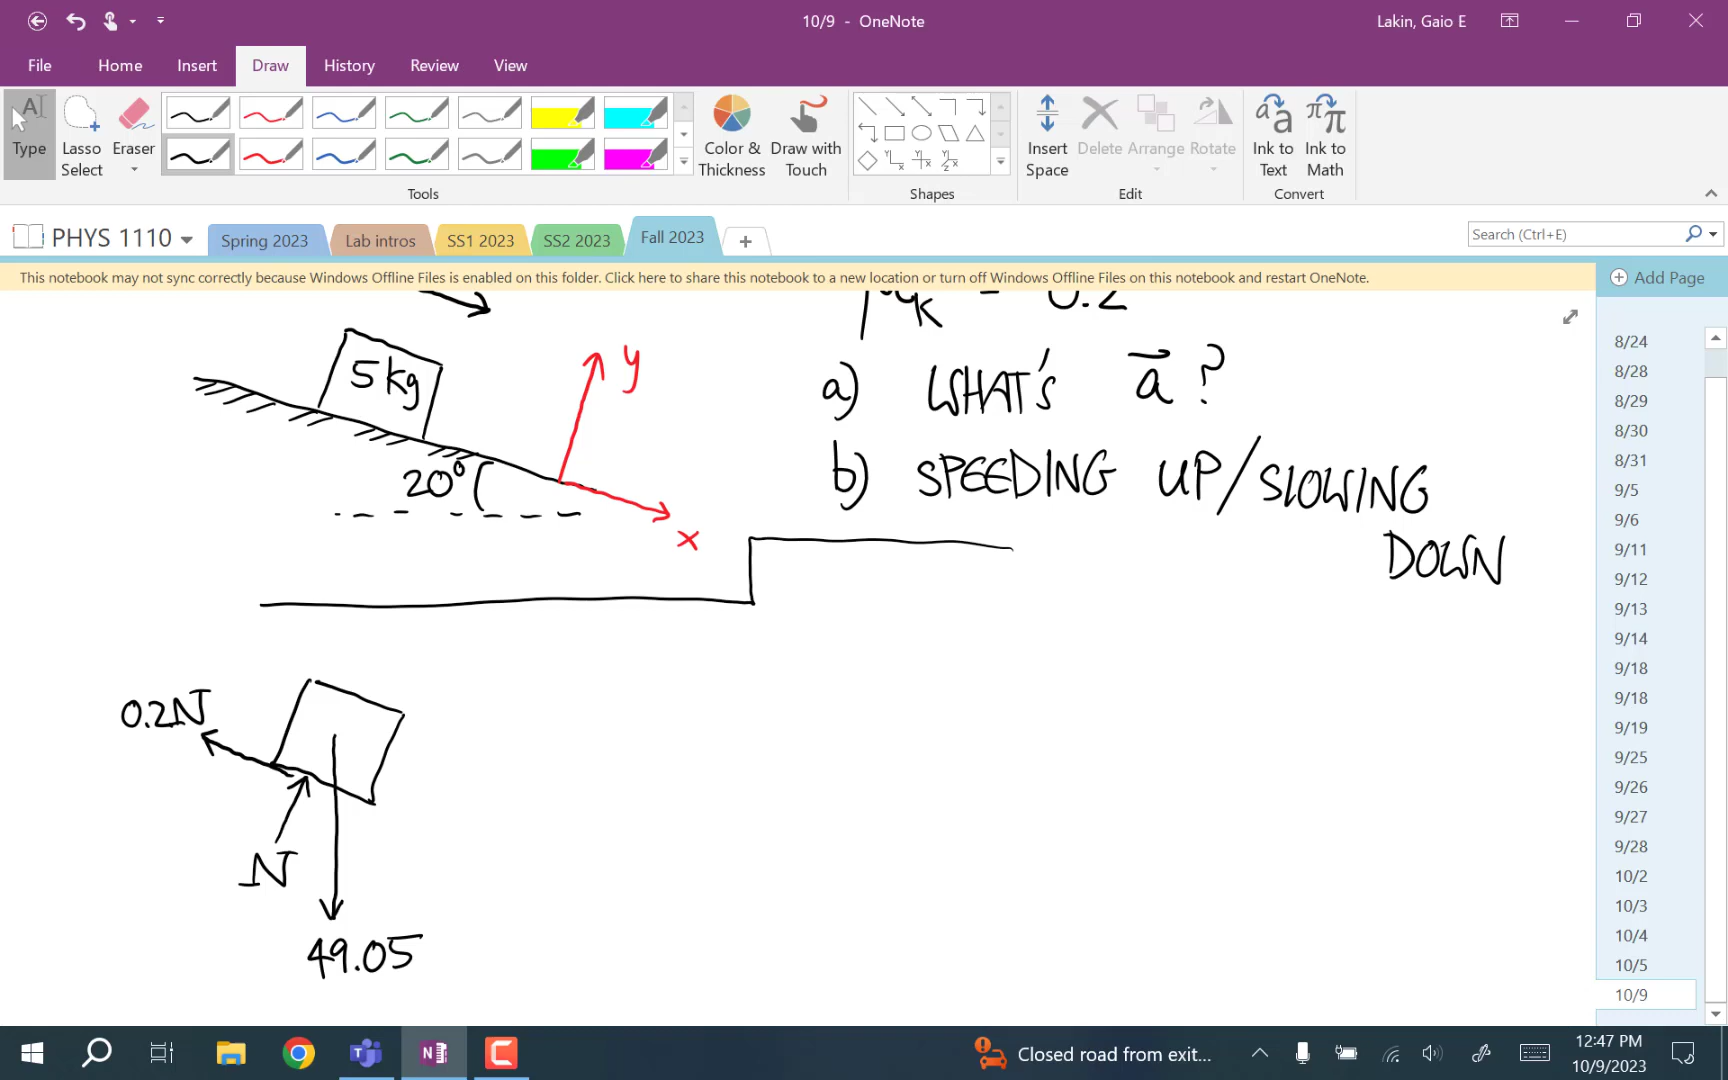 10/9 - OneNote
Lakin, Gaio E
File
Home
Insert
Draw
History
Review
View
Type
Lasso
Select
Eraser
Color &
Thickness
Draw with
Touch
Insert
Space
Delete
Arrange
Rotate
Ink to
Text
Ink to
Math
Tools
Shapes
Edit
Convert
PHYS 1110
Spring 2023
Lab intros
SS1 2023
SS2 2023
Fall 2023
Search (Ctrl+E)
This notebook may not sync correctly because Windows Offline Files is enabled on this folder. Click here to share this notebook to a new location or turn off Windows Offline Files on this notebook and restart OneNote.
Add Page
μk = 0.2
5 kg
y
20°
x
a) WHAT'S a⃗ ?
b) SPEEDING UP/SLOWING
DOWN
0.2N
N
49.05
8/24
8/28
8/29
8/30
8/31
9/5
9/6
9/11
9/12
9/13
9/14
9/18
9/18
9/19
9/25
9/26
9/27
9/28
10/2
10/3
10/4
10/5
10/9
Closed road from exit...
12:47 PM
10/9/2023